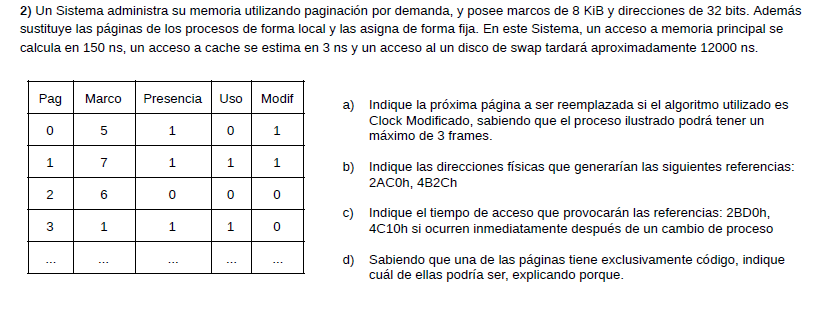 2) Un Sistema administra su memoria utilizando paginación por demanda, y posee marcos de 8 KiB y direcciones de 32 bits. Además
sustituye las páginas de los procesos de forma local y las asigna de forma fija. En este Sistema, un acceso a memoria principal se
calcula en 150 ns, un acceso a cache se estima en 3 ns y un acceso al un disco de swap tardará aproximadamente 12000 ns.
Pag Marco Presencia Uso Modif
0 5 1 0 1
1 7 1 1 1
2 6 0 0 0
3 1 1 1 0
... ... ... ... ...
a) Indique la próxima página a ser reemplazada si el algoritmo utilizado es
Clock Modificado, sabiendo que el proceso ilustrado podrá tener un
máximo de 3 frames.
b) Indique las direcciones físicas que generarían las siguientes referencias:
2AC0h, 4B2Ch
c) Indique el tiempo de acceso que provocarán las referencias: 2BD0h,
4C10h si ocurren inmediatamente después de un cambio de proceso
d) Sabiendo que una de las páginas tiene exclusivamente código, indique
cuál de ellas podría ser, explicando porque.